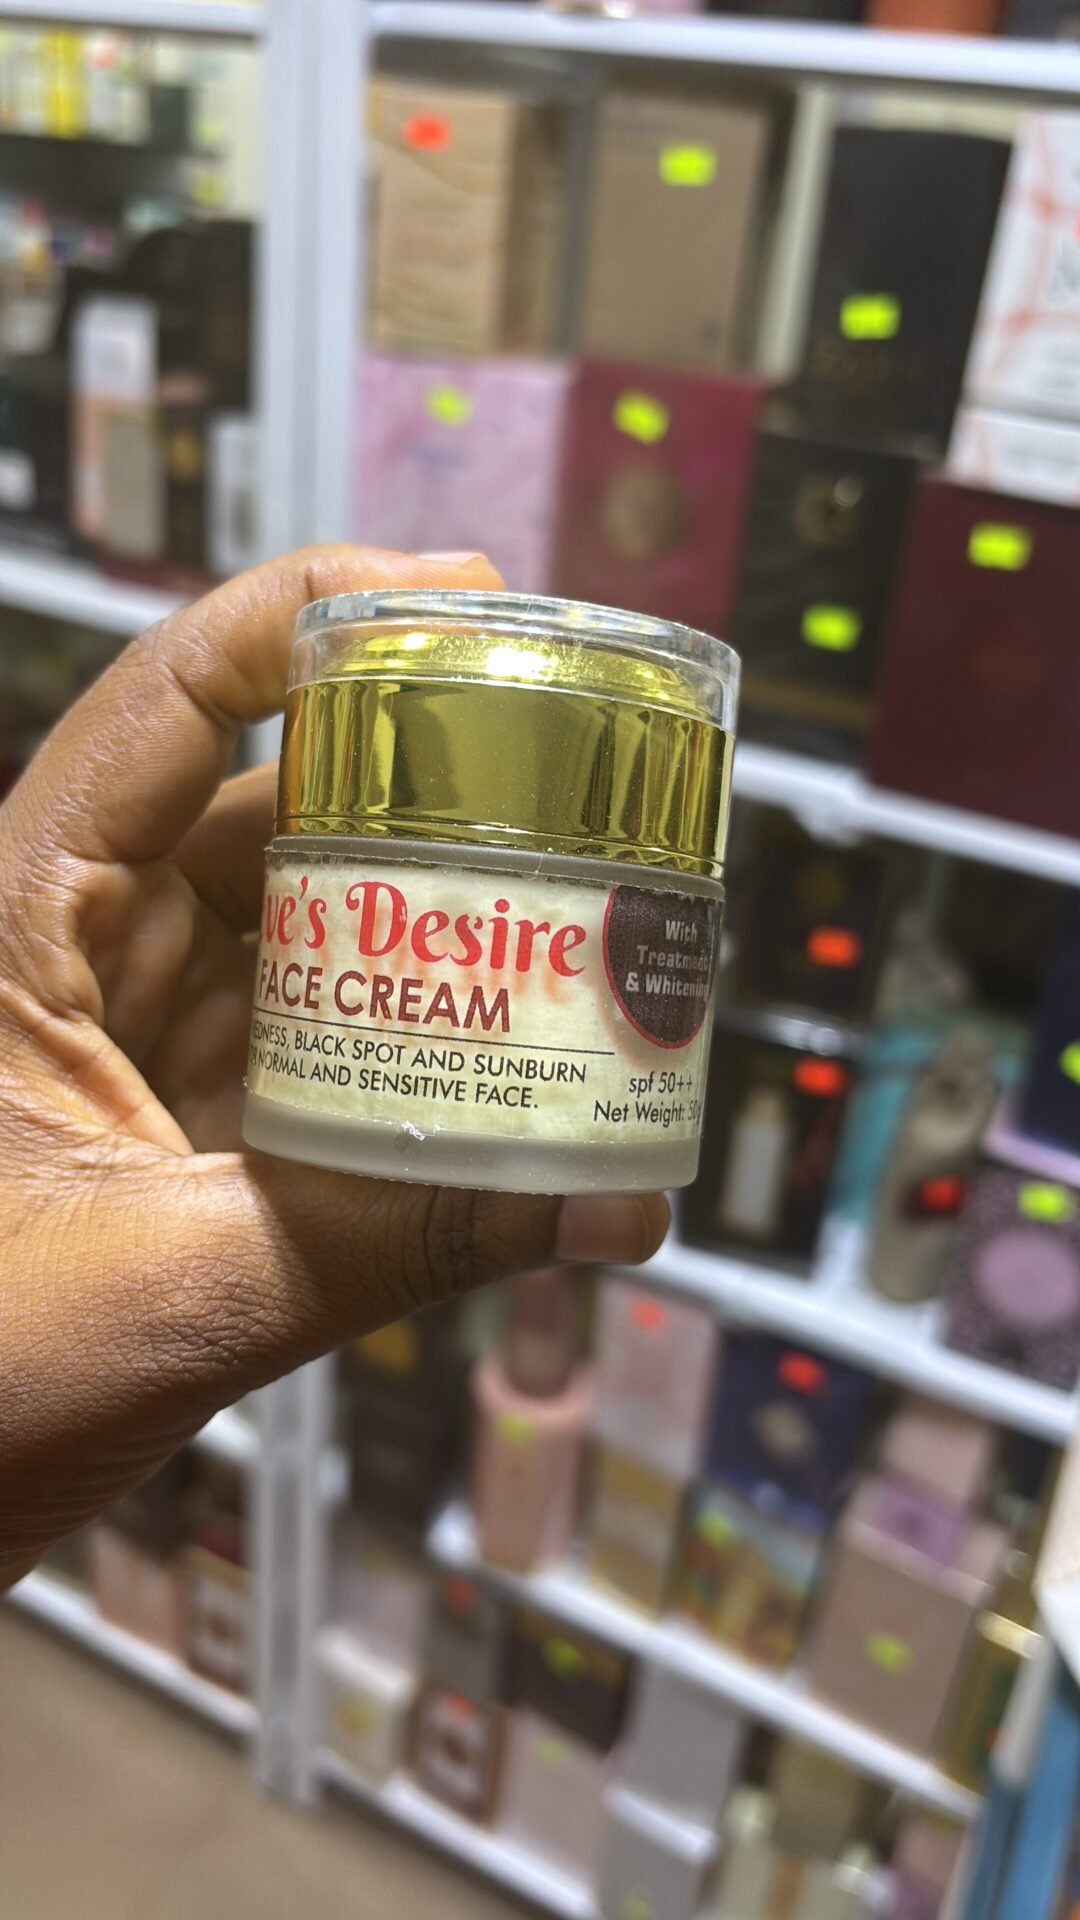 ve's Desire
FACE CREAM
EDNESS, BLACK SPOT AND SUNBURN
NORMAL AND SENSITIVE FACE.
With
Treatment
& Whitening
spf 50++
Net Weight: 50